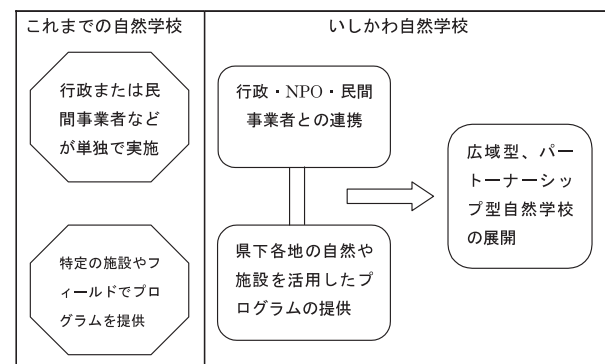 これまでの自然学校
行政または民
間事業者など
が単独で実施
特定の施設やフ
ィールドでプロ
グラムを提供
いしかわ自然学校
行政・NPO・民間
事業者との連携
県下各地の自然や
施設を活用したプ
ログラムの提供
広域型、パー
トーナーシッ
プ型自然学校
の展開